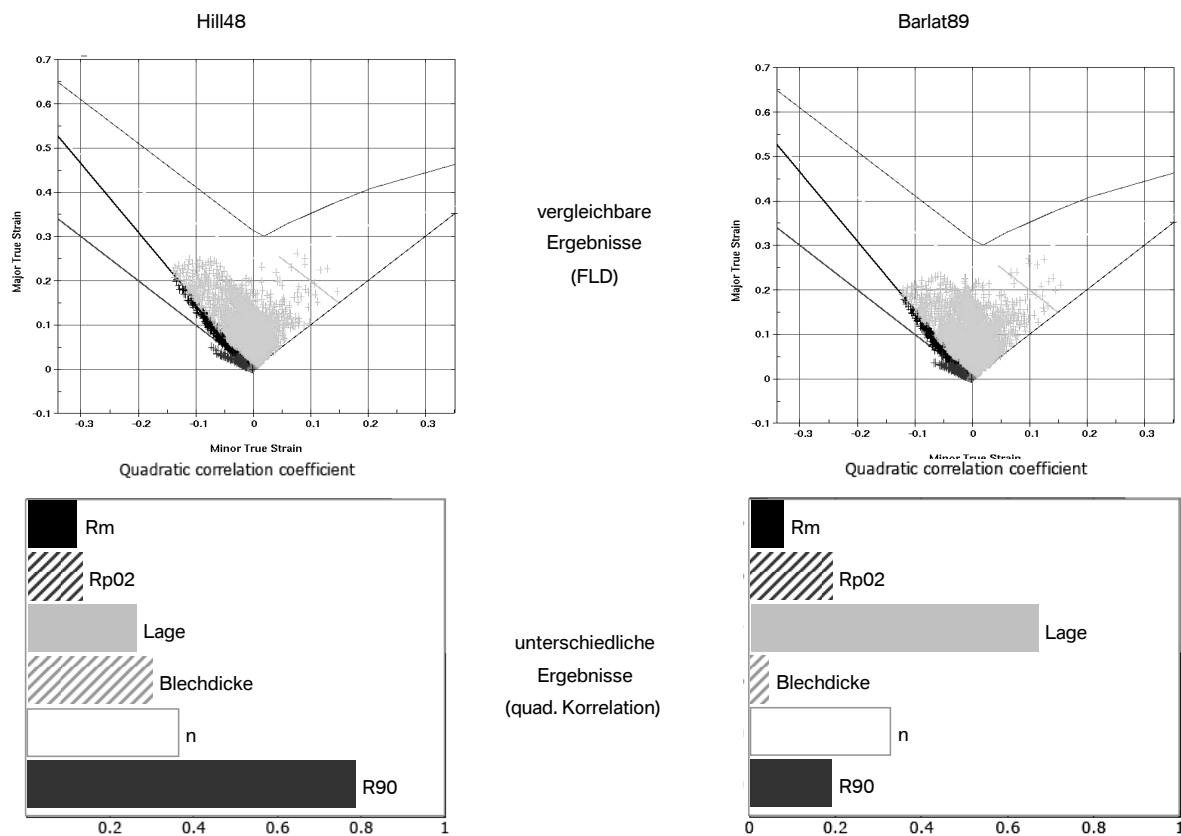 Hill48
0.7
0.6
0.5
0.4
0.3
0.2
0.1
0
-0.1
Major True Strain
-0.3
-0.2
-0.1
0
0.1
0.2
0.3
Minor True Strain
vergleichbare
Ergebnisse
(FLD)
Barlat89
0.7
0.6
0.5
0.4
0.3
0.2
0.1
0
-0.1
Major True Strain
-0.3
-0.2
-0.1
0
0.1
0.2
0.3
Minor True Strain
Quadratic correlation coefficient
Rm
Rp02
Lage
Blechdicke
n
R90
0.2
0.4
0.6
0.8
1
unterschiedliche
Ergebnisse
(quad. Korrelation)
Quadratic correlation coefficient
Rm
Rp02
Lage
Blechdicke
n
R90
0
0.2
0.4
0.6
0.8
1